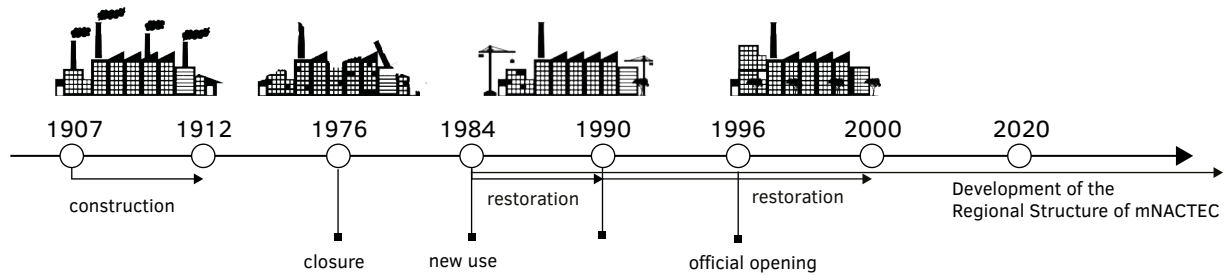 1907 1912 1976 1984 1990 1996 2000 2020
construction
restoration
restoration
Development of the
Regional Structure of mNACTEC
closure
new use
official opening